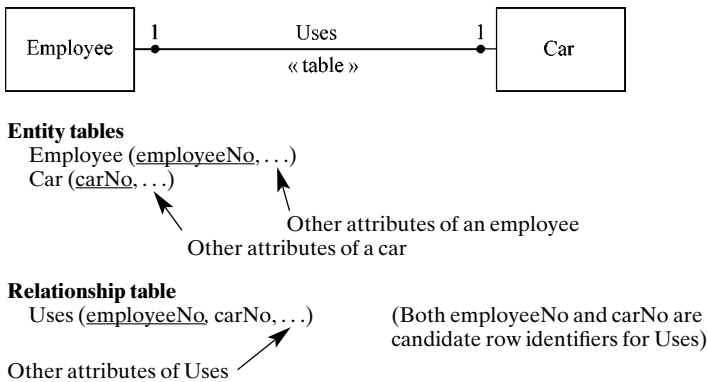 1 Uses 1
Employee Car
« table »
Entity tables
Employee (employeeNo, . . .)
Car (carNo, . . .)
Other attributes of an employee
Other attributes of a car
Relationship table
Uses (employeeNo, carNo, . . .) (Both employeeNo and carNo are
candidate row identifiers for Uses)
Other attributes of Uses